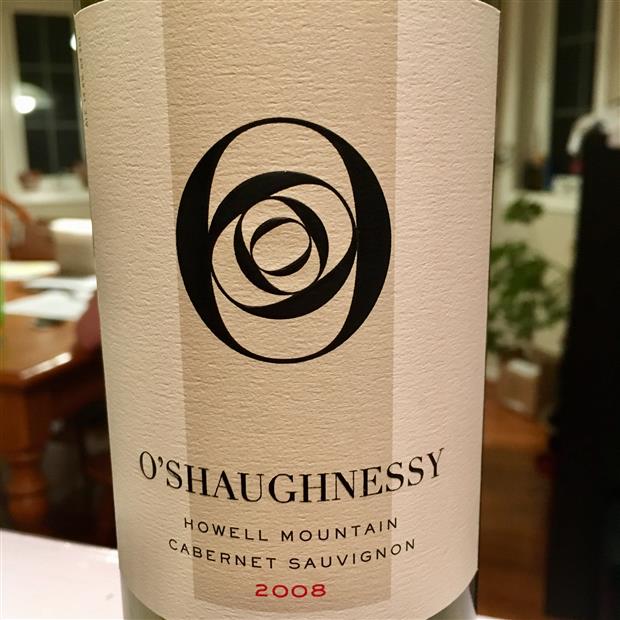 O'SHAUGHNESSY
HOWELL MOUNTAIN
CABERNET SAUVIGNON
2008